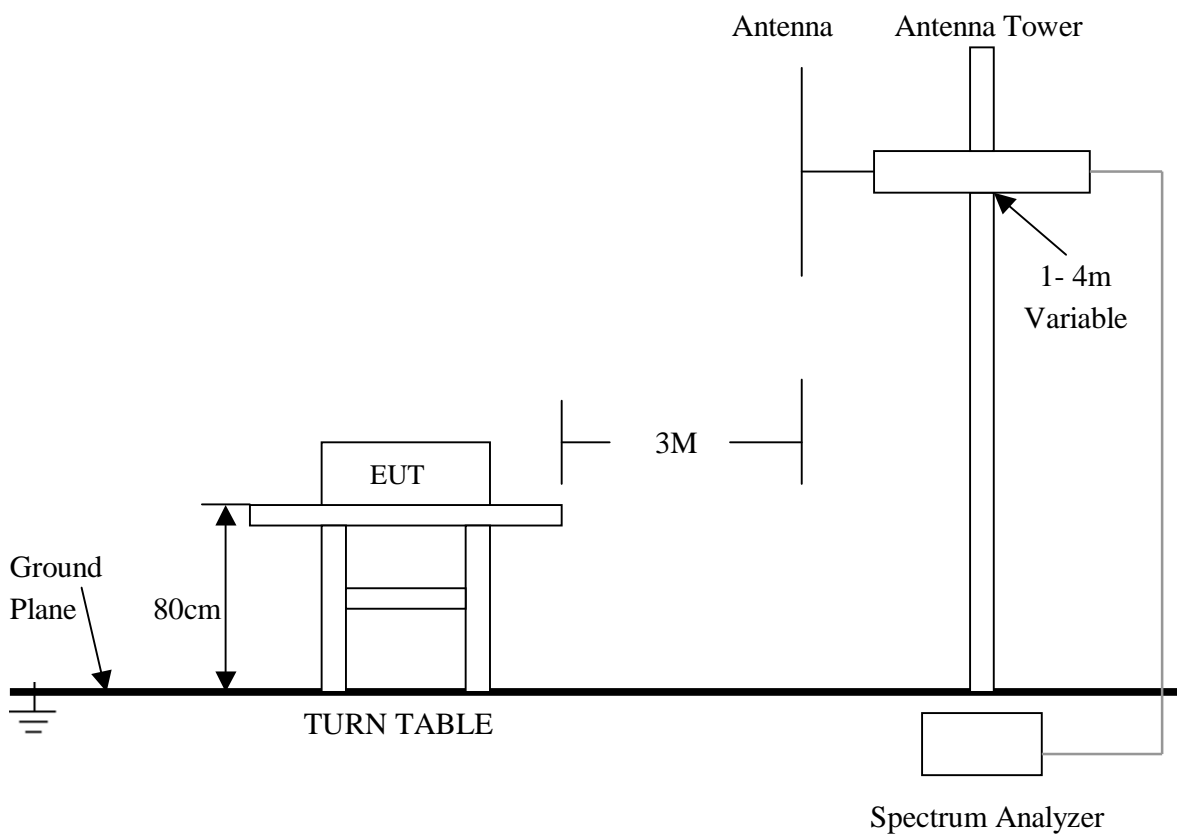 Antenna
Antenna Tower
1- 4m
Variable
3M
EUT
Ground
Plane
80cm
TURN TABLE
Spectrum Analyzer